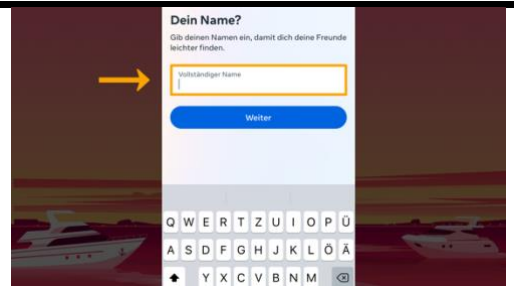 Dein Name?
Gib deinen Namen ein, damit dich deine Freunde
leichter finden.
Vollständiger Name
Weiter
Q W E R T Z U I O P Ü
A S D F G H J K L Ö Ä
Y X C V B N M